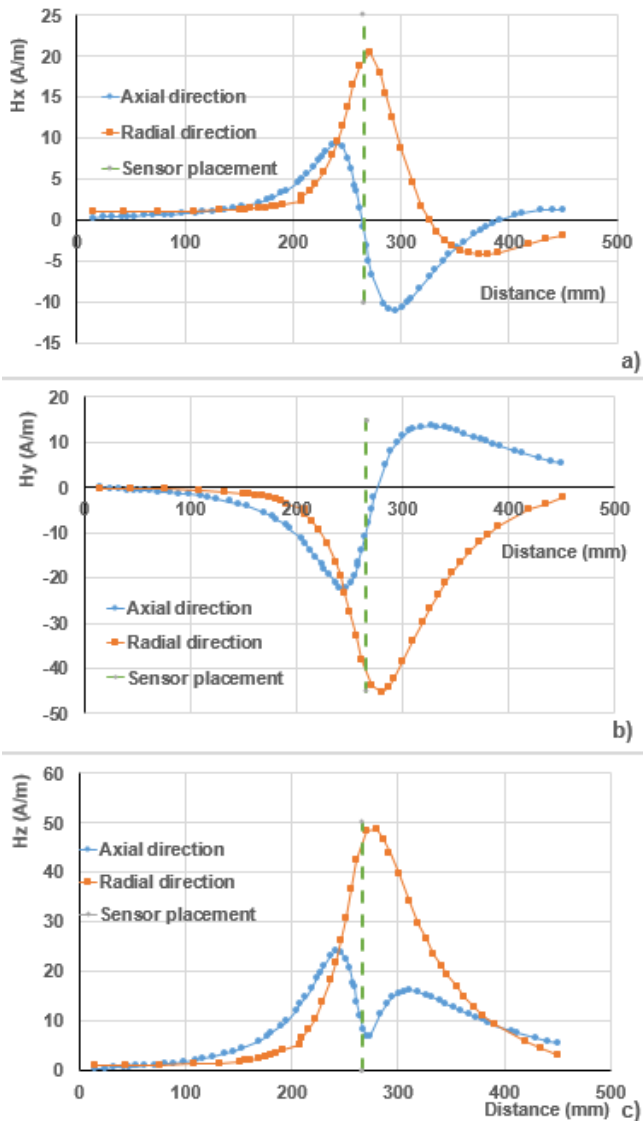 Hx (A/m)
25
20
15
10
5
0
-5
-10
-15
Axial direction
Radial direction
Sensor placement
0
100
200
300
400
500
Distance (mm)
a)
Hy (A/m)
20
10
0
-10
-20
-30
-40
-50
0
100
200
300
400
500
Distance (mm)
Axial direction
Radial direction
Sensor placement
b)
Hz (A/m)
60
50
40
30
20
10
0
Axial direction
Radial direction
Sensor placement
0
100
200
300
400
500
Distance (mm)
c)